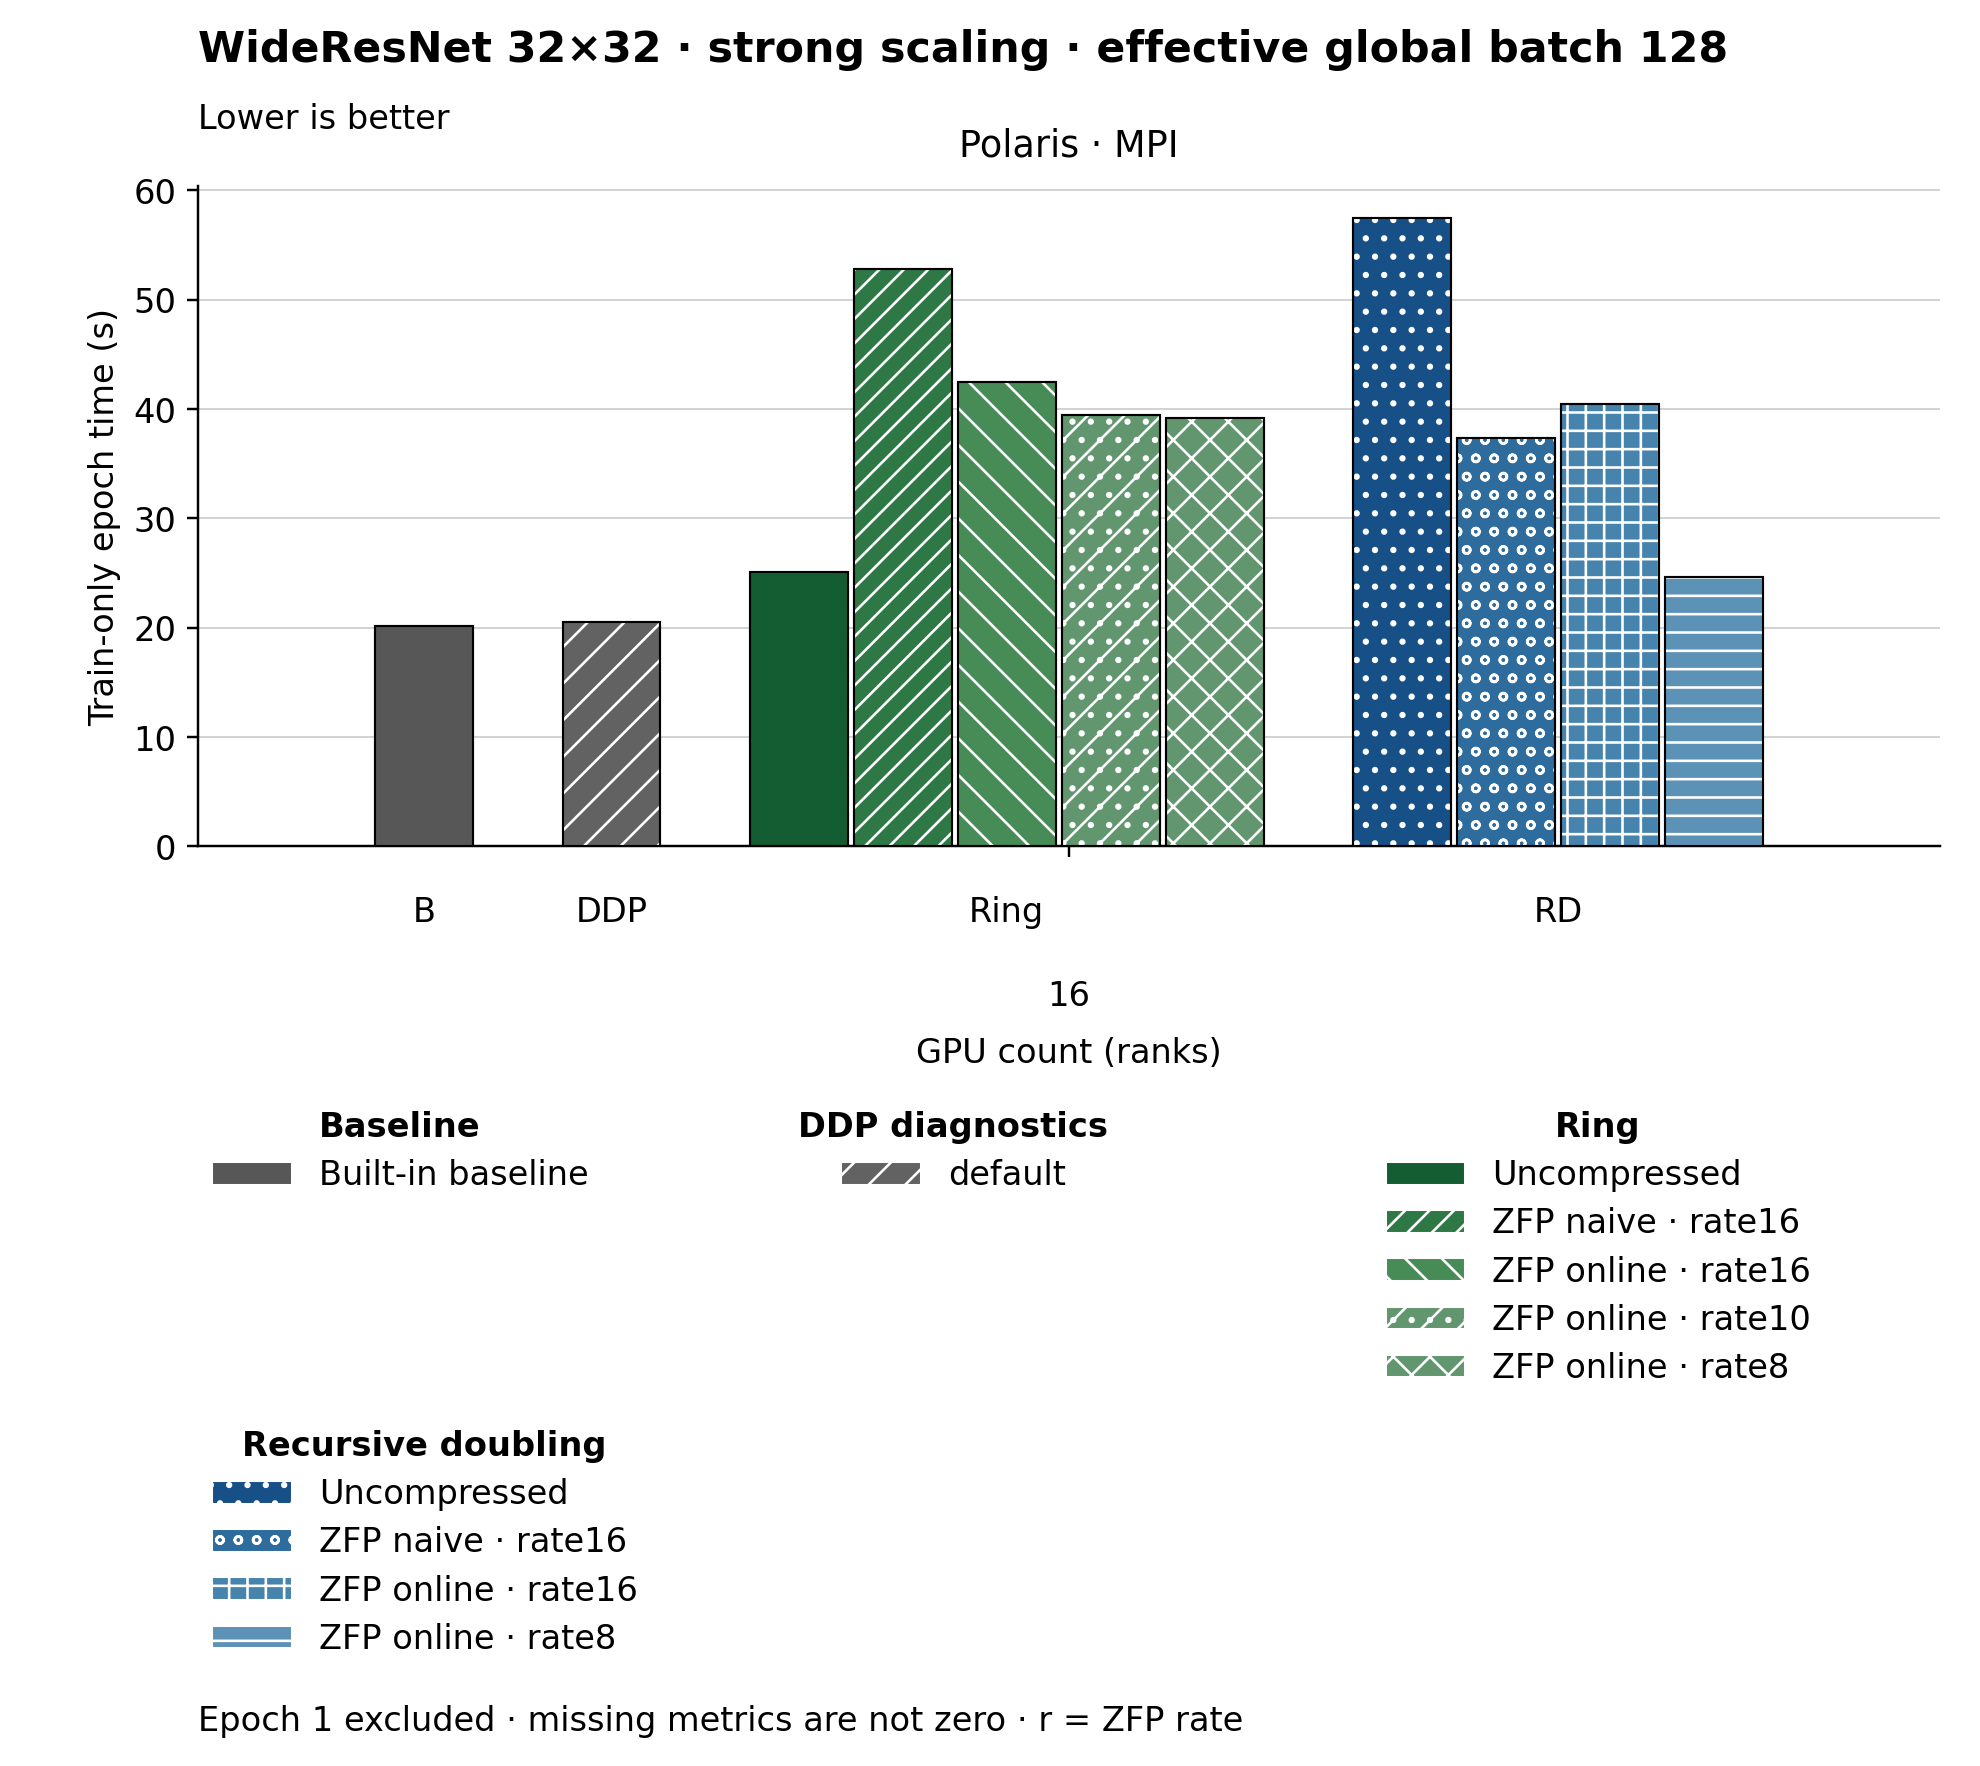 WideResNet 32×32 · strong scaling · effective global batch 128
Lower is better
Polaris · MPI
Train-only epoch time (s)
60
50
40
30
20
10
0
B DDP Ring RD
16
GPU count (ranks)
Baseline
Built-in baseline
DDP diagnostics
default
Ring
Uncompressed
ZFP naive · rate16
ZFP online · rate16
ZFP online · rate10
ZFP online · rate8
Recursive doubling
Uncompressed
ZFP naive · rate16
ZFP online · rate16
ZFP online · rate8
Epoch 1 excluded · missing metrics are not zero · r = ZFP rate